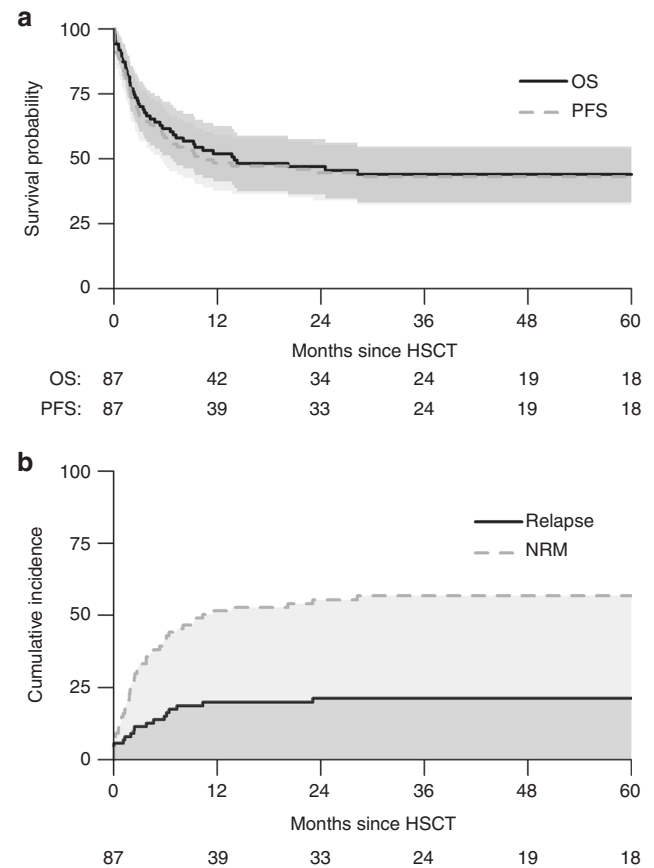 a
100
75
50
25
0
Survival probability
OS
PFS
0 12 24 36 48 60
Months since HSCT
OS: 87 42 34 24 19 18
PFS: 87 39 33 24 19 18
b
100
75
50
25
0
Cumulative incidence
Relapse
NRM
0 12 24 36 48 60
Months since HSCT
87 39 33 24 19 18